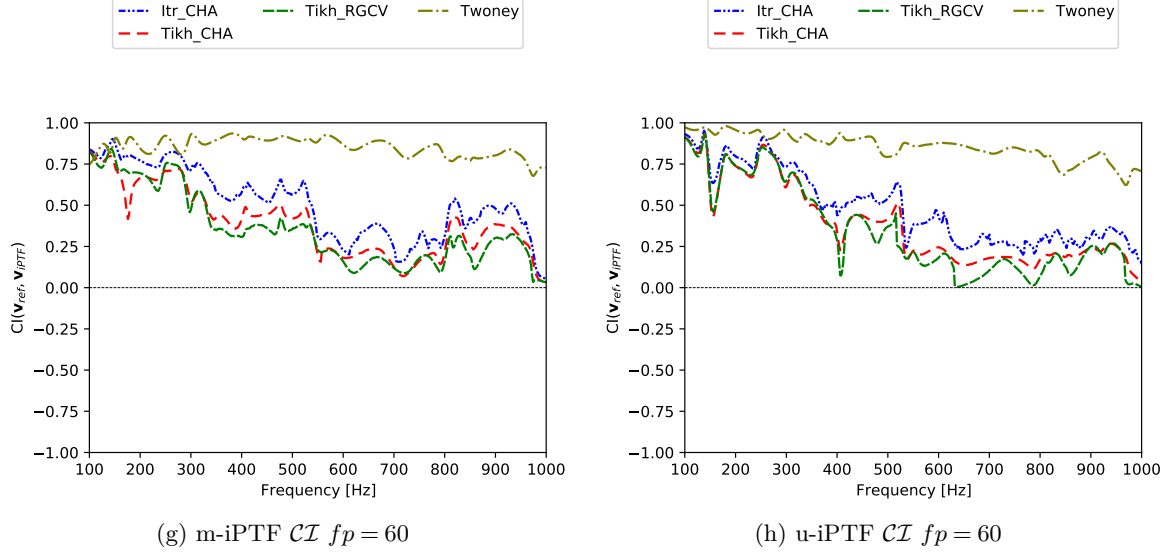 Itr_CHA Tikh_RGCV Twoney
Tikh_CHA
1.00
0.75
0.50
0.25
0.00
−0.25
−0.50
−0.75
−1.00
CI(v_ref, v_iPTF)
100 200 300 400 500 600 700 800 900 1000
Frequency [Hz]
(g) m-iPTF CI fp = 60
Itr_CHA Tikh_RGCV Twoney
Tikh_CHA
1.00
0.75
0.50
0.25
0.00
−0.25
−0.50
−0.75
−1.00
CI(v_ref, v_iPTF)
100 200 300 400 500 600 700 800 900 1000
Frequency [Hz]
(h) u-iPTF CI fp = 60